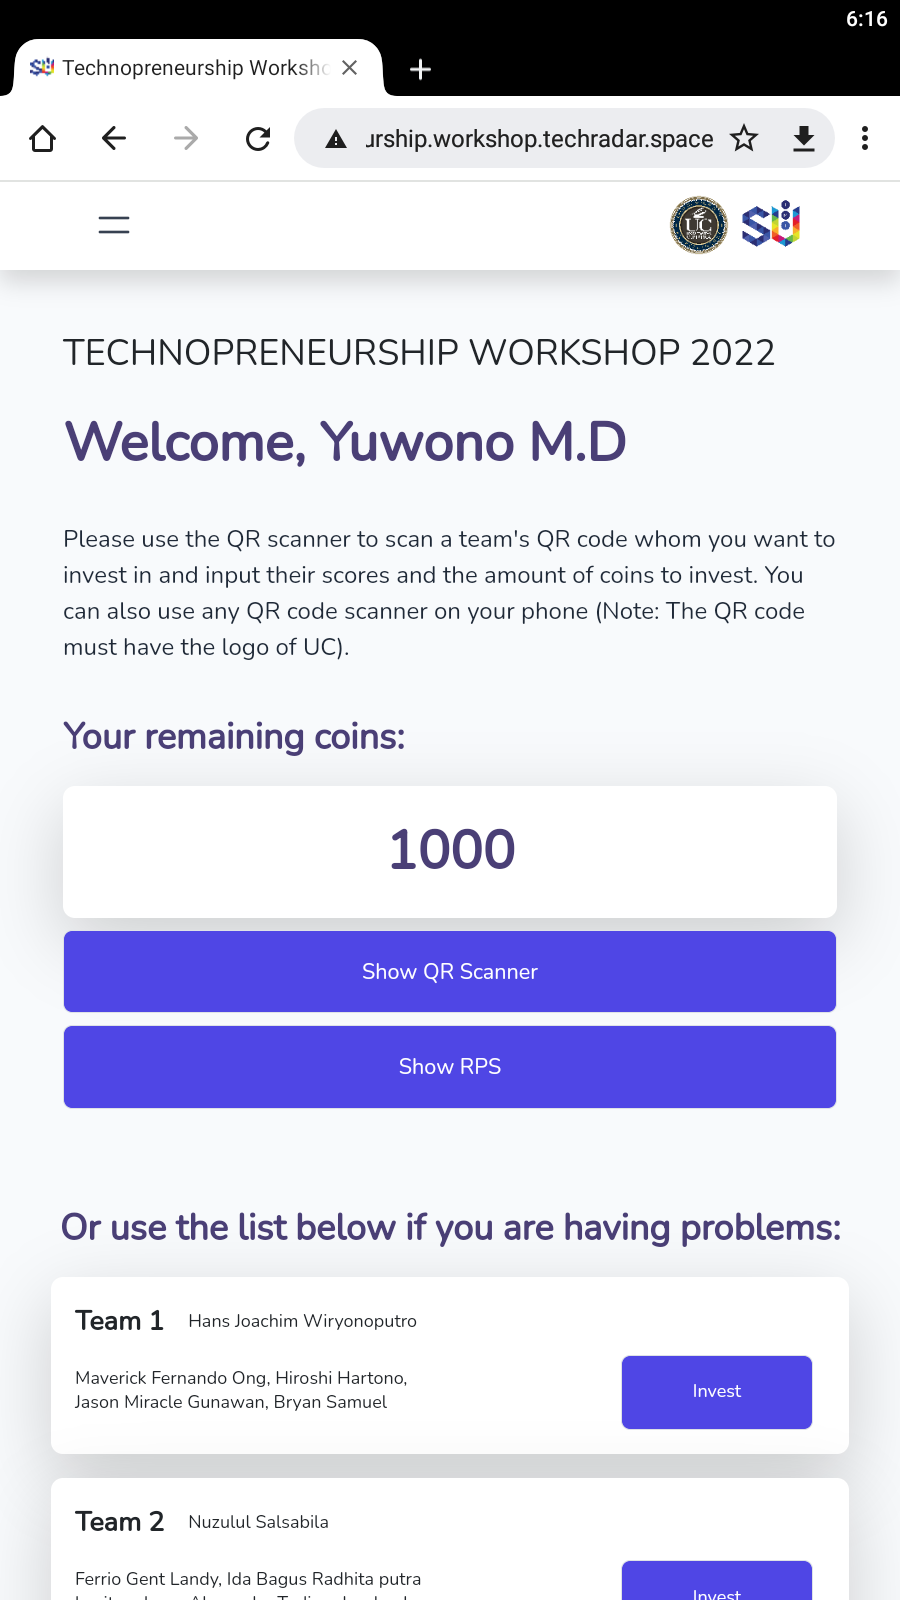 6:16
Technopreneurship Worksho
urship.workshop.techradar.space
UC
SU
TECHNOPRENEURSHIP WORKSHOP 2022
Welcome, Yuwono M.D
Please use the QR scanner to scan a team's QR code whom you want to
invest in and input their scores and the amount of coins to invest. You
can also use any QR code scanner on your phone (Note: The QR code
must have the logo of UC).
Your remaining coins:
1000
Show QR Scanner
Show RPS
Or use the list below if you are having problems:
Team 1 Hans Joachim Wiryonoputro
Maverick Fernando Ong, Hiroshi Hartono,
Jason Miracle Gunawan, Bryan Samuel
Invest
Team 2 Nuzulul Salsabila
Ferrio Gent Landy, Ida Bagus Radhita putra
Invest